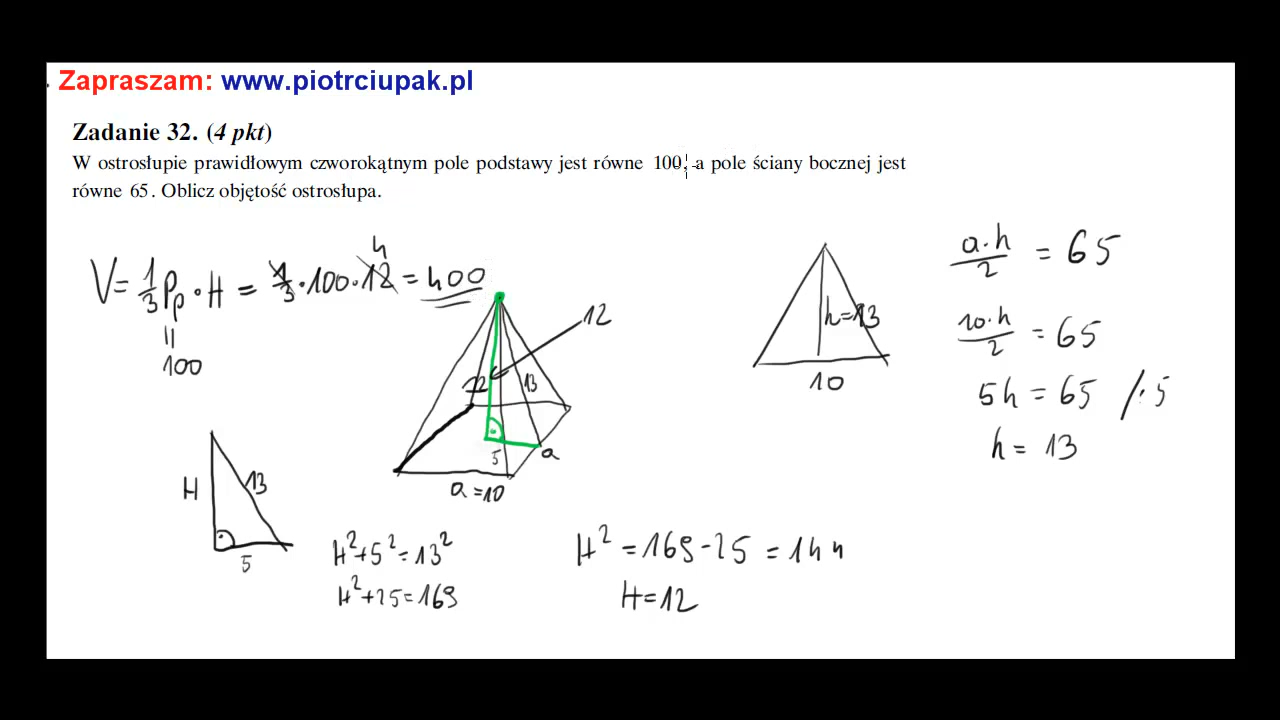 Zapraszam: www.piotrciupak.pl
Zadanie 32. (4 pkt)
W ostrosłupie prawidłowym czworokątnym pole podstawy jest równe 100, a pole ściany bocznej jest
równe 65. Oblicz objętość ostrosłupa.
4
V = 1/3 Pp · H = 1/3 · 100 · 12 = 400
||
100
12
12
13
5
a
a = 10
h = 13
10
a·h/2 = 65
10·h/2 = 65
5h = 65 /:5
h = 13
H
13
5
H²+5²=13²
H²+25=169
H² = 169 - 25 = 144
H = 12